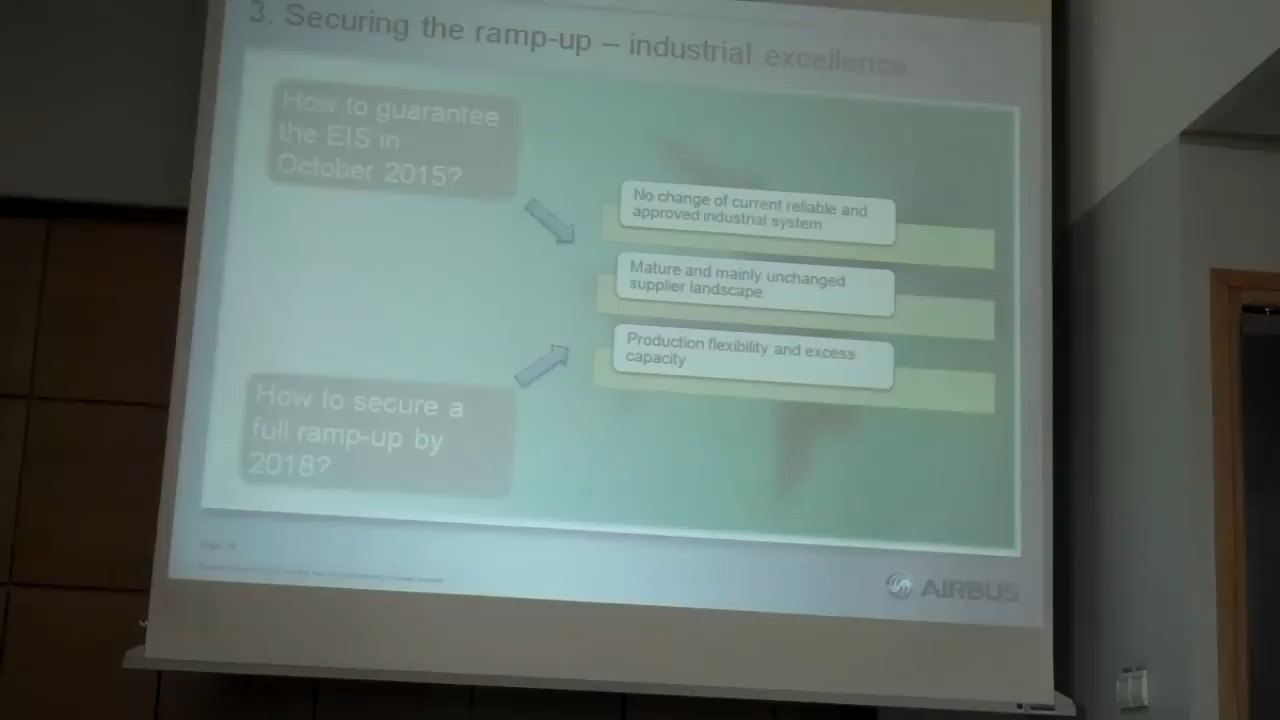 3. Securing the ramp-up – industrial excellence
How to guarantee
the EIS in
October 2015?
No change of current reliable and
approved industrial system
Mature and mainly unchanged
supplier landscape
Production flexibility and excess
capacity
How to secure a
full ramp-up by
2018?
AIRBUS